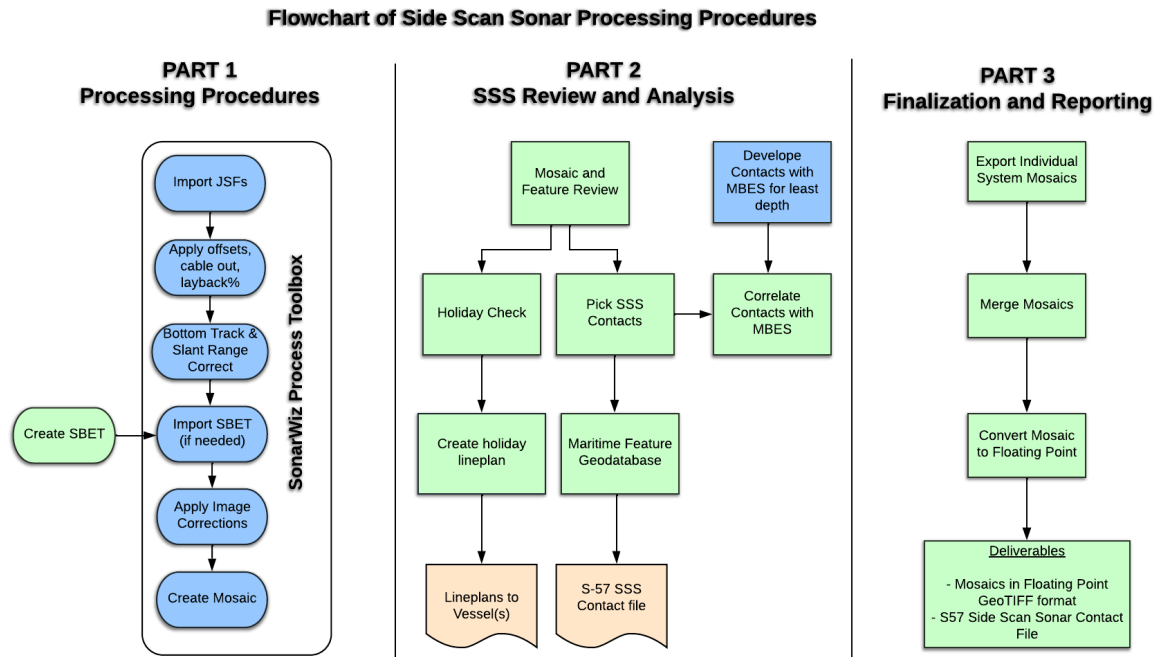 Flowchart of Side Scan Sonar Processing Procedures
PART 1
Processing Procedures
Import JSFs
Apply offsets,
cable out,
layback%
Bottom Track &
Slant Range
Correct
Create SBET
Import SBET
(if needed)
Apply Image
Corrections
Create Mosaic
SonarWiz Process Toolbox
PART 2
SSS Review and Analysis
Mosaic and
Feature Review
Develope
Contacts with
MBES for least
depth
Holiday Check
Pick SSS
Contacts
Correlate
Contacts with
MBES
Create holiday
lineplan
Maritime Feature
Geodatabase
Lineplans to
Vessel(s)
S-57 SSS
Contact file
PART 3
Finalization and Reporting
Export Individual
System Mosaics
Merge Mosaics
Convert Mosaic
to Floating Point
Deliverables
- Mosaics in Floating Point
GeoTIFF format
- S57 Side Scan Sonar Contact
File